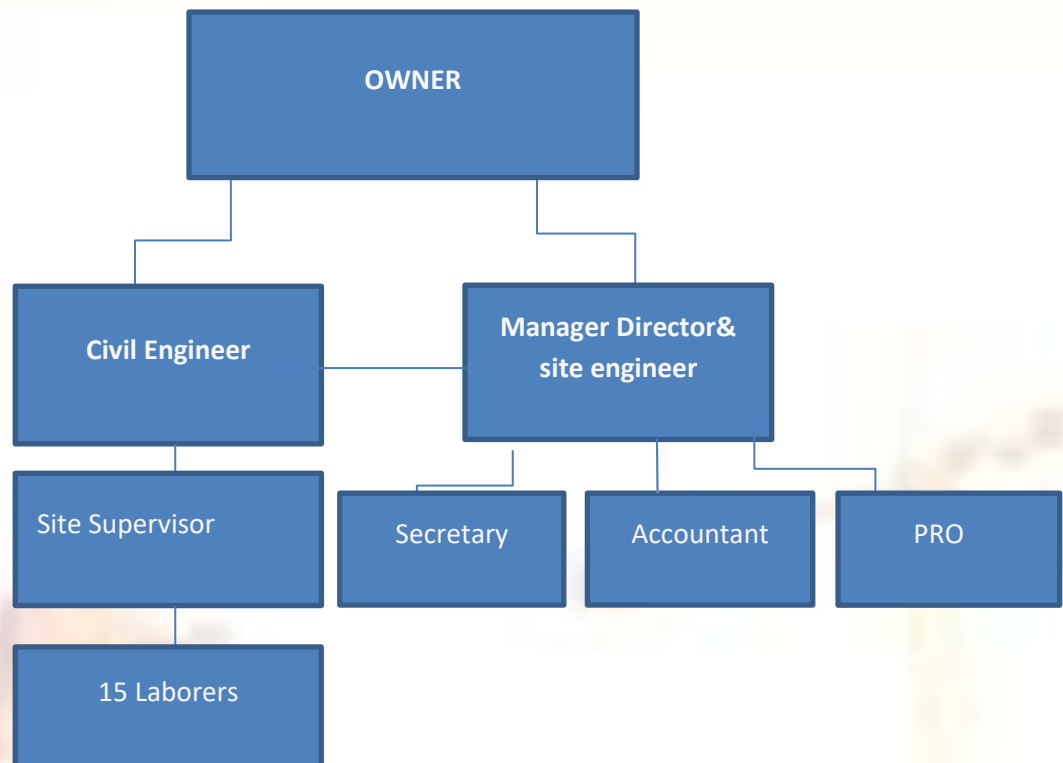 OWNER
Civil Engineer
Manager Director&
site engineer
Site Supervisor
Secretary
Accountant
PRO
15 Laborers